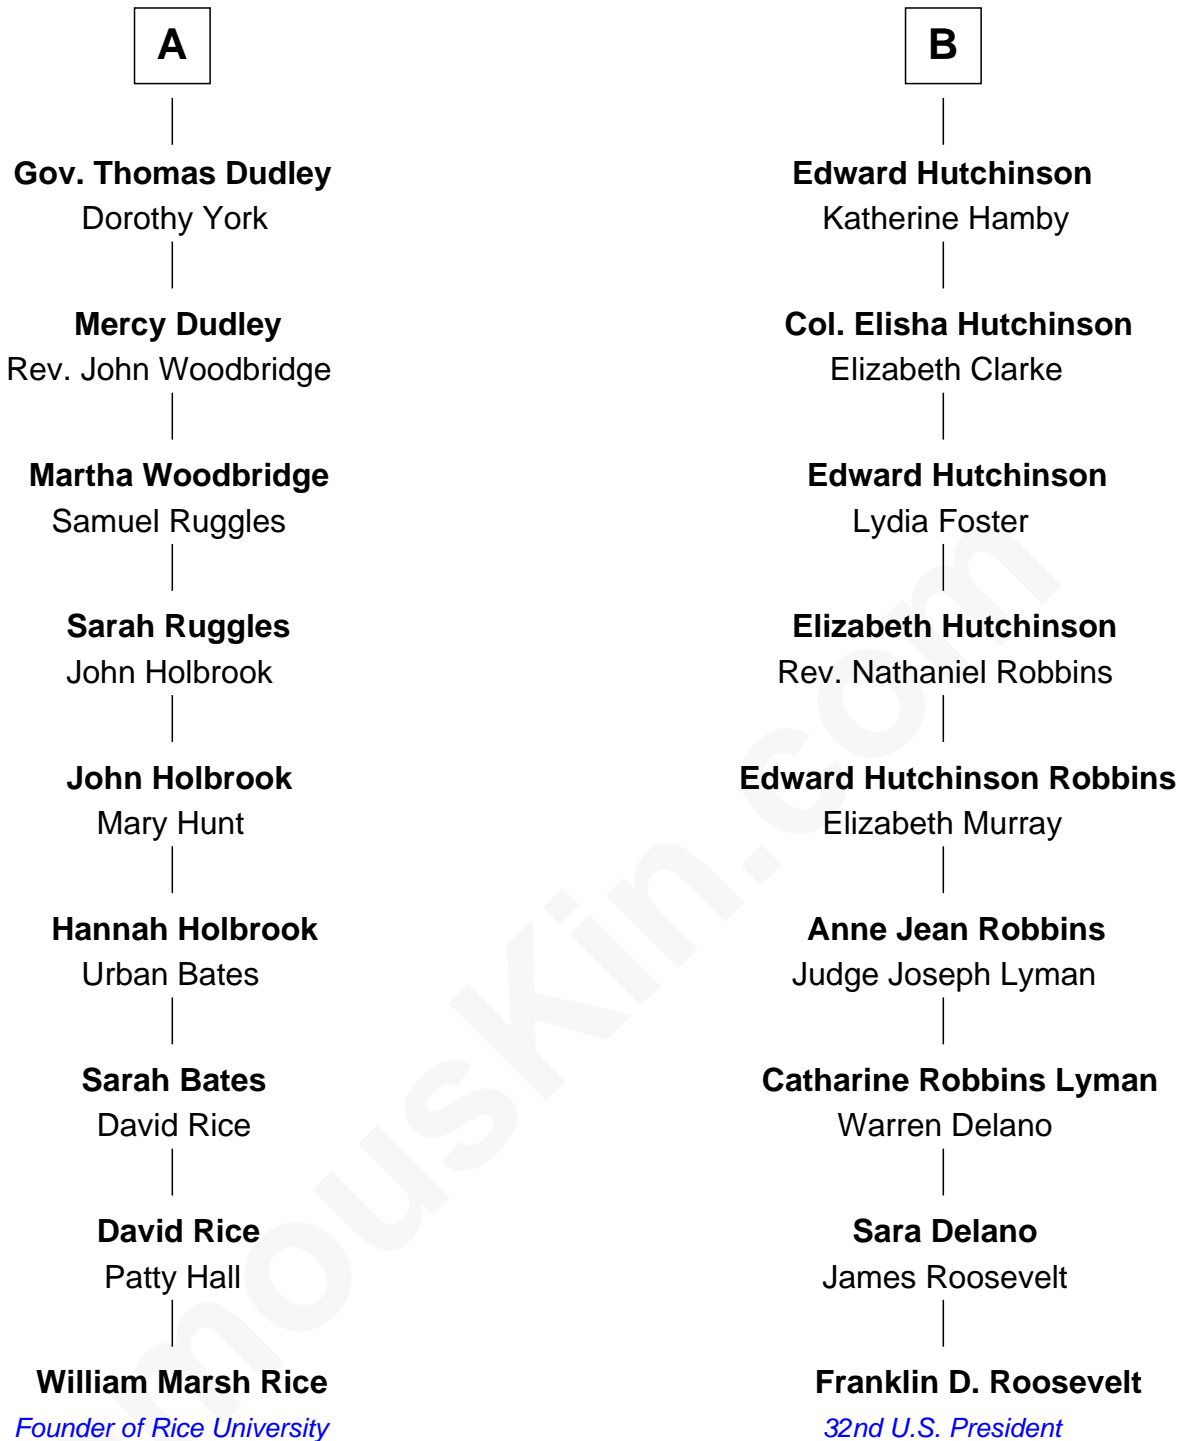 A
Gov. Thomas Dudley
Dorothy York
Mercy Dudley
Rev. John Woodbridge
Martha Woodbridge
Samuel Ruggles
Sarah Ruggles
John Holbrook
John Holbrook
Mary Hunt
Hannah Holbrook
Urban Bates
Sarah Bates
David Rice
David Rice
Patty Hall
William Marsh Rice
Founder of Rice University
B
Edward Hutchinson
Katherine Hamby
Col. Elisha Hutchinson
Elizabeth Clarke
Edward Hutchinson
Lydia Foster
Elizabeth Hutchinson
Rev. Nathaniel Robbins
Edward Hutchinson Robbins
Elizabeth Murray
Anne Jean Robbins
Judge Joseph Lyman
Catharine Robbins Lyman
Warren Delano
Sara Delano
James Roosevelt
Franklin D. Roosevelt
32nd U.S. President
mouskin.com